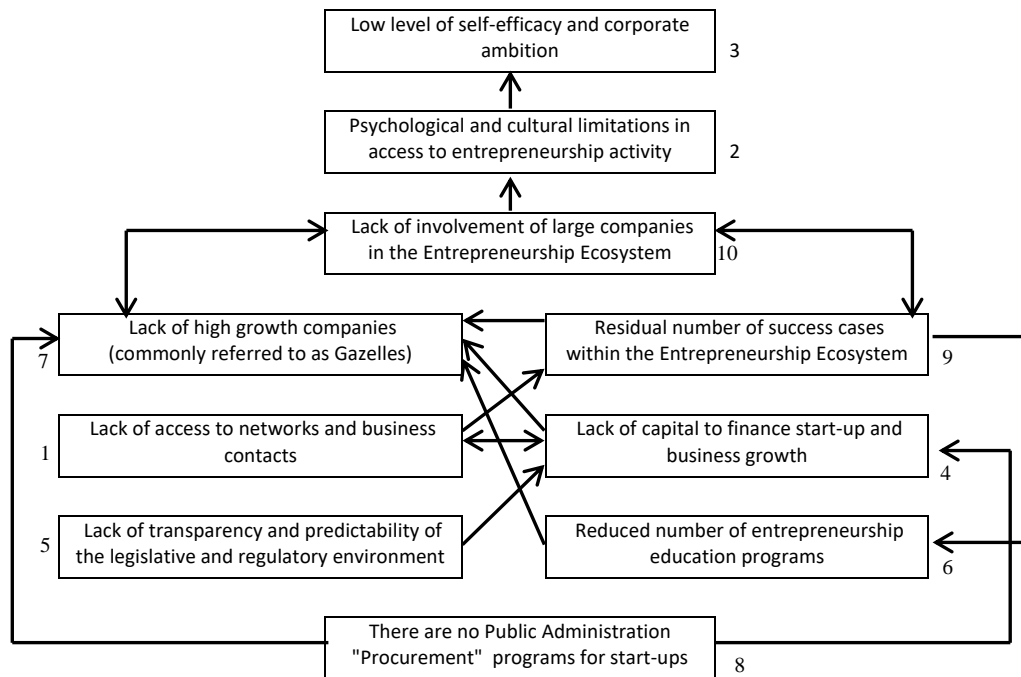 Low level of self-efficacy and corporate
ambition
3
Psychological and cultural limitations in
access to entrepreneurship activity
2
Lack of involvement of large companies
in the Entrepreneurship Ecosystem
10
Lack of high growth companies
(commonly referred to as Gazelles)
7
Residual number of success cases
within the Entrepreneurship Ecosystem
9
Lack of access to networks and business
contacts
1
Lack of capital to finance start-up and
business growth
4
Lack of transparency and predictability of
the legislative and regulatory environment
5
Reduced number of entrepreneurship
education programs
6
There are no Public Administration
"Procurement" programs for start-ups
8